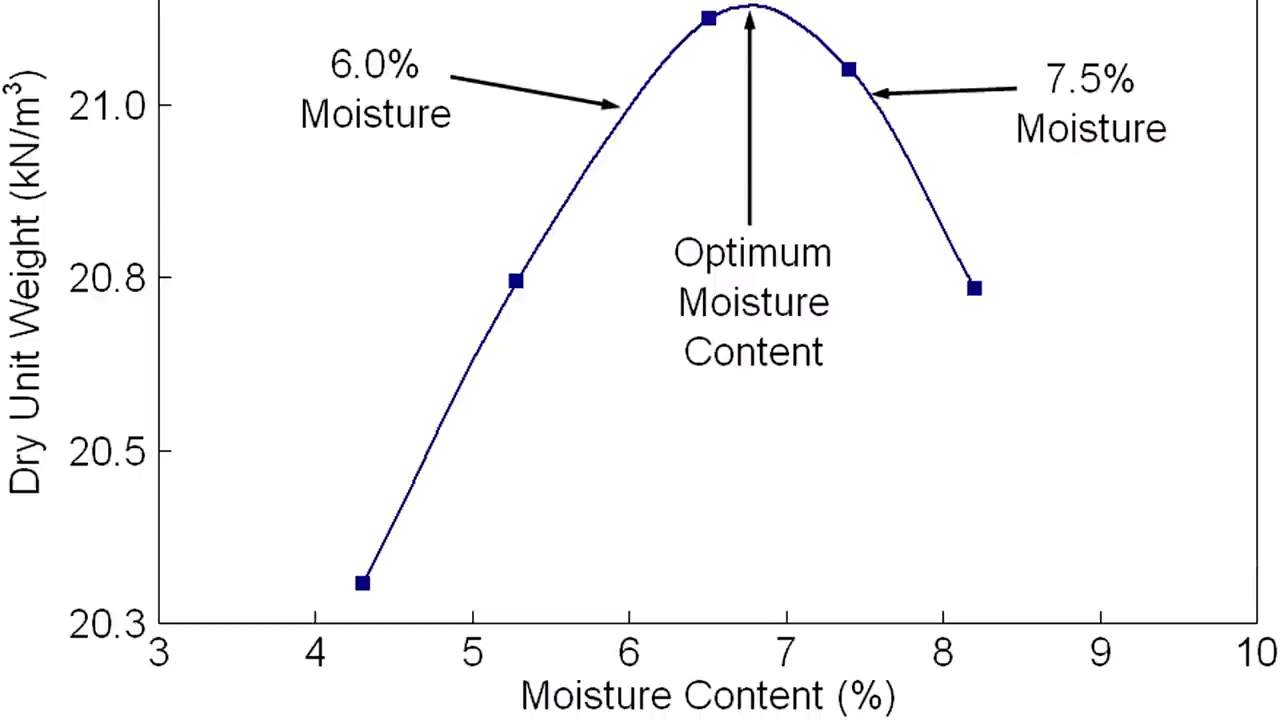 6.0%
Moisture
7.5%
Moisture
Optimum
Moisture
Content
Dry Unit Weight (kN/m³)
21.0
20.8
20.5
20.3
3 4 5 6 7 8 9 10
Moisture Content (%)